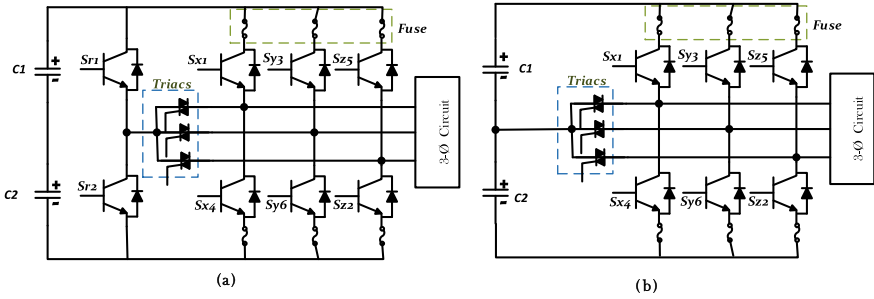 Fuse
C1
Sr1
Sx1
Sy3
Sz5
Triacs
3-Ø Circuit
C2
Sr2
Sx4
Sy6
Sz2
(a)
Fuse
C1
Sx1
Sy3
Sz5
Triacs
3-Ø Circuit
C2
Sx4
Sy6
Sz2
(b)